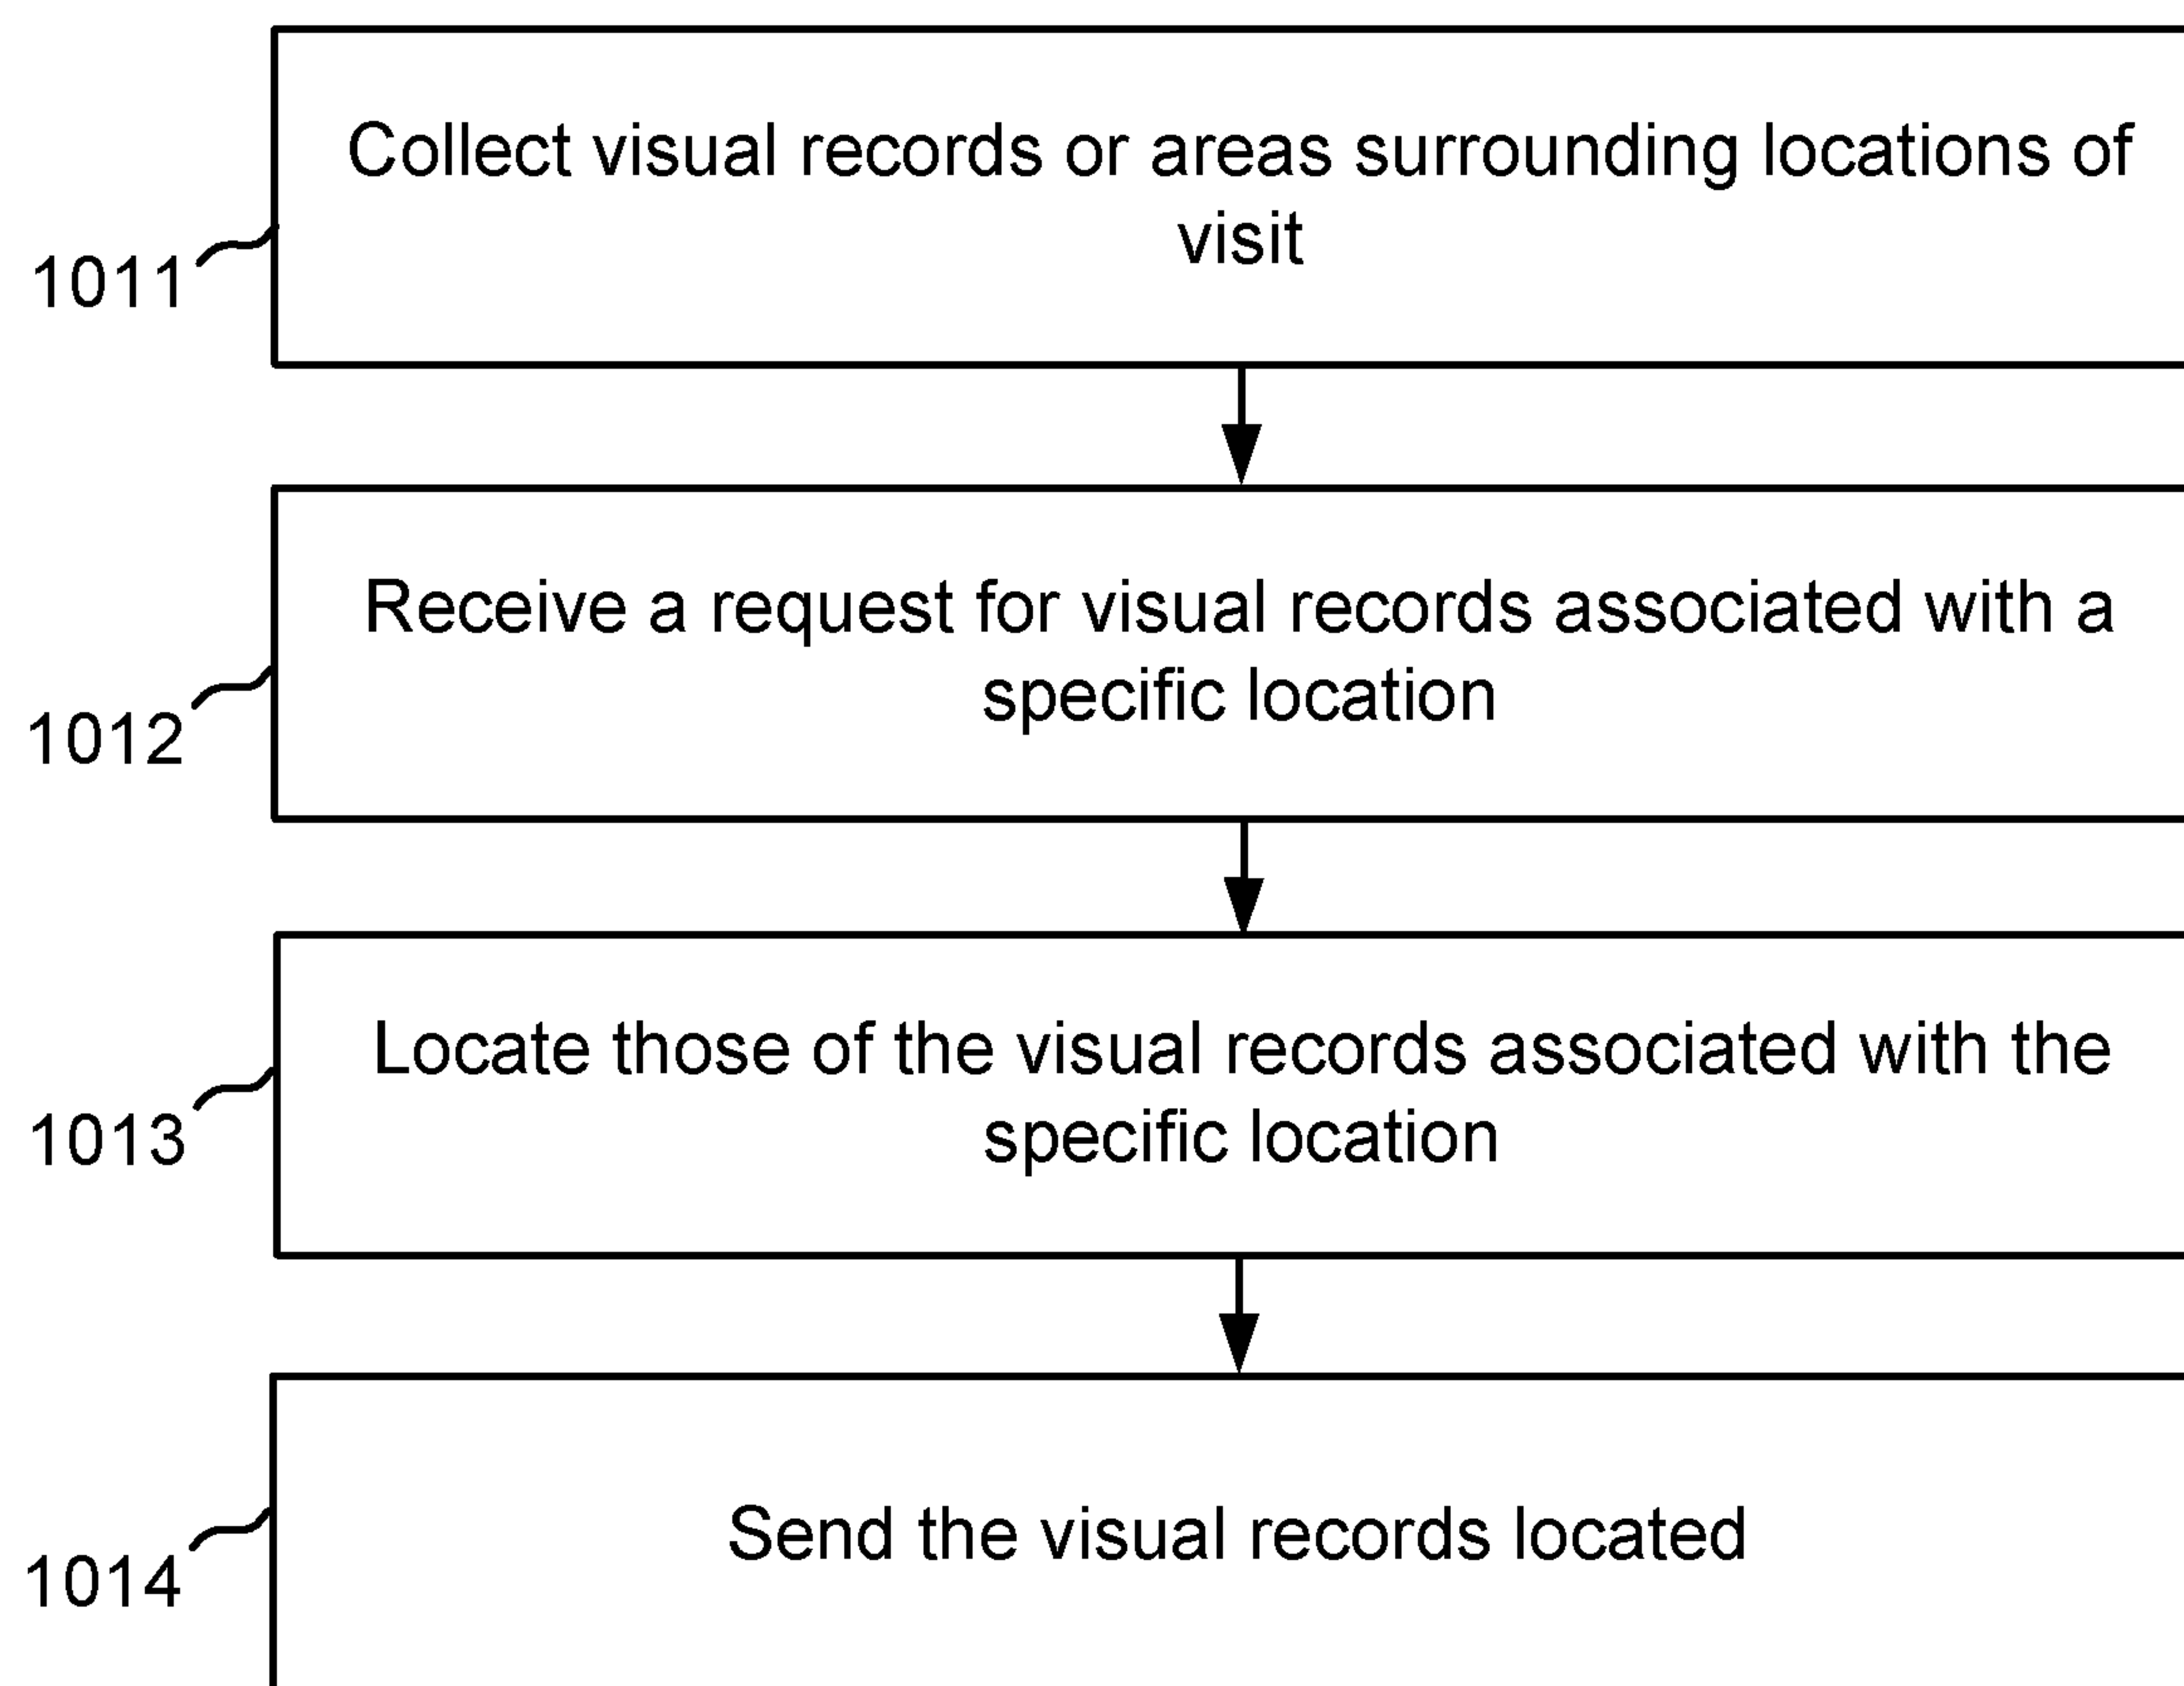 Collect visual records or areas surrounding locations of
visit
1011
Receive a request for visual records associated with a
specific location
1012
Locate those of the visual records associated with the
specific location
1013
Send the visual records located
1014